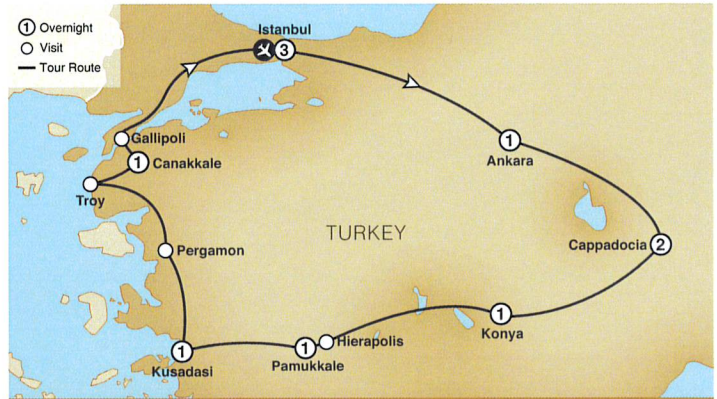 1 Overnight
Visit
Tour Route
Istanbul
3
Gallipoli
1 Canakkale
Troy
1
Ankara
TURKEY
Cappadocia 2
Pergamon
1
Konya
Hierapolis
1
Pamukkale
1
Kusadasi